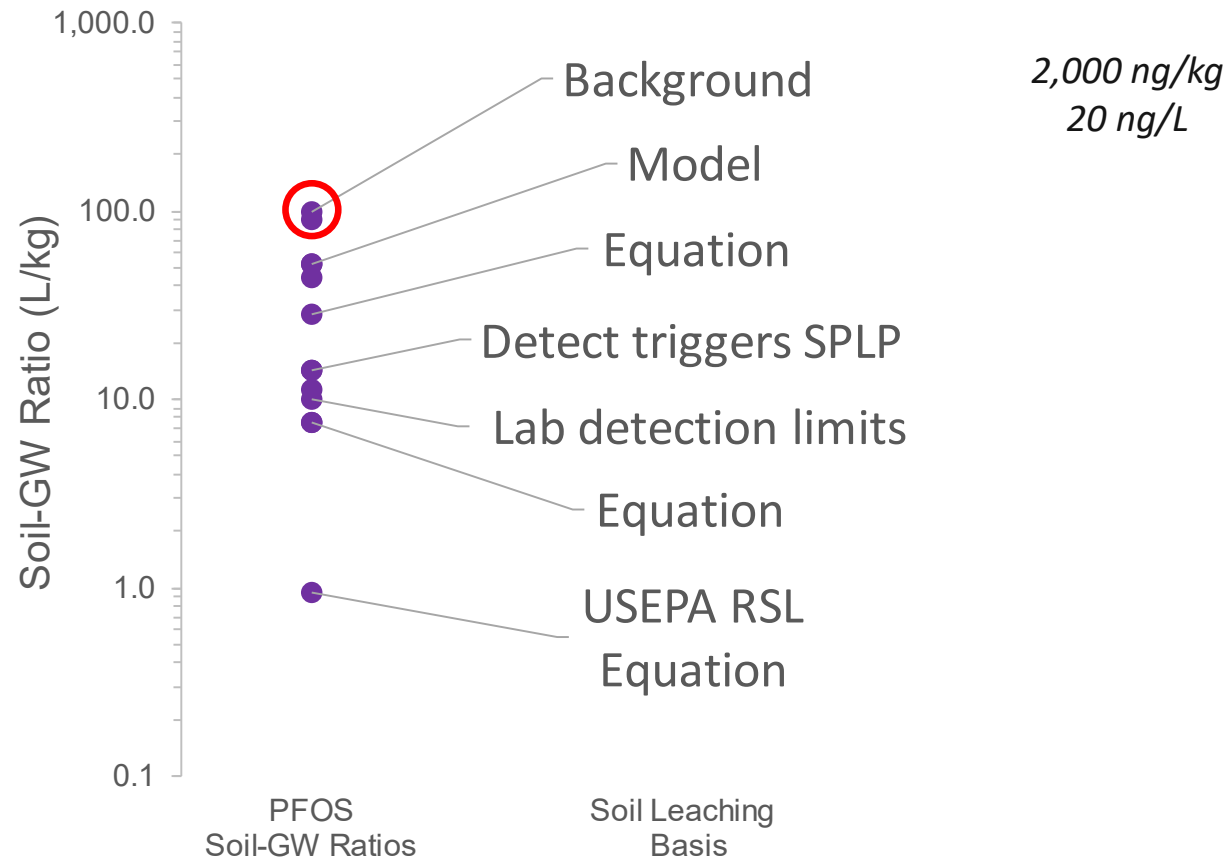 1,000.0
100.0
10.0
1.0
0.1
Soil-GW Ratio (L/kg)
Background
Model
Equation
Detect triggers SPLP
Lab detection limits
Equation
USEPA RSL
Equation
2,000 ng/kg
20 ng/L
PFOS
Soil-GW Ratios
Soil Leaching
Basis